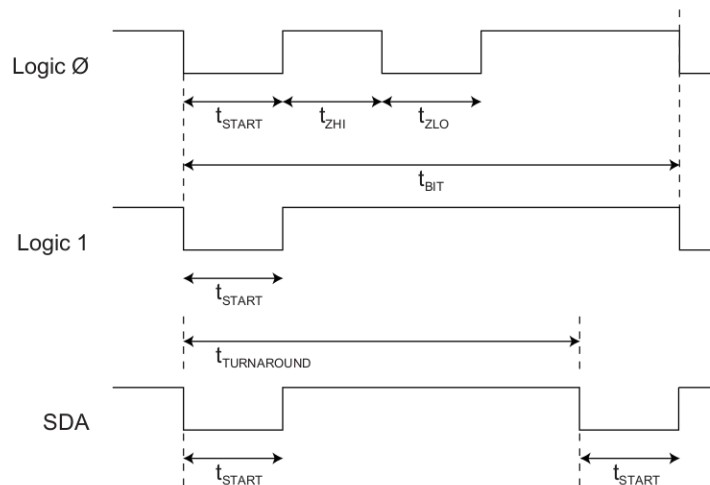 Logic Ø
tSTART tZHI tZLO
tBIT
Logic 1
tSTART
tTURNAROUND
SDA
tSTART tSTART